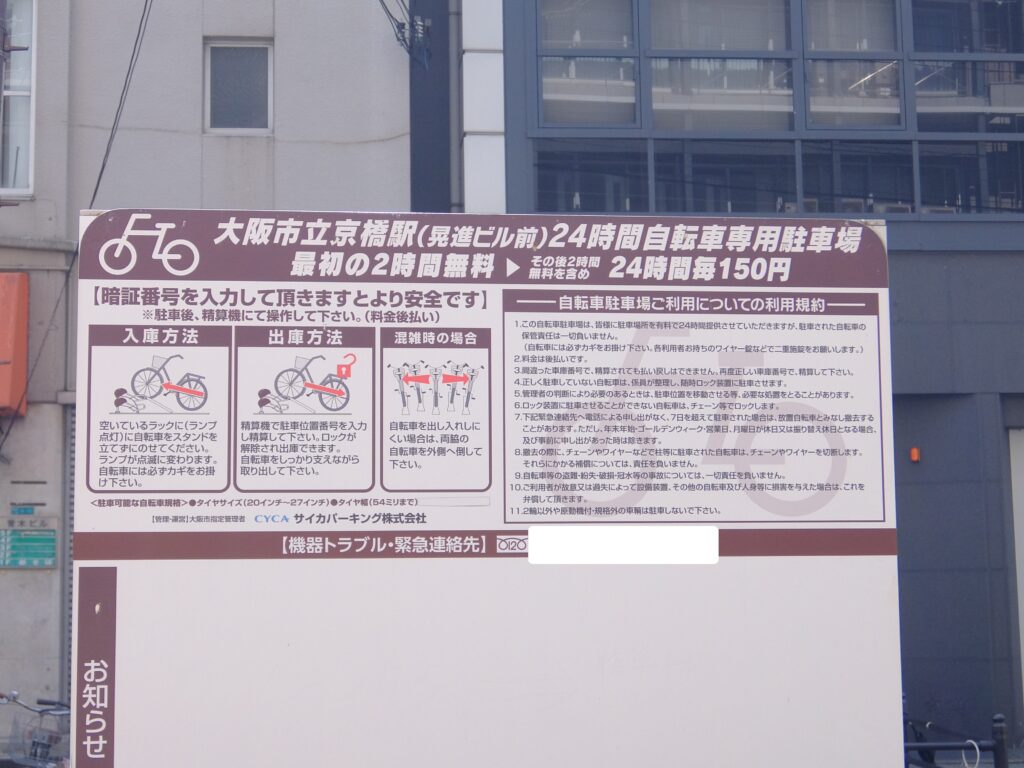 大阪市立京橋駅(晃進ビル前)24時間自転車専用駐車場
最初の2時間無料 ▶ その後2時間無料を含め 24時間毎150円
【暗証番号を入力して頂きますとより安全です】
※駐車後、精算機にて操作して下さい。(料金後払い)
入庫方法
空いているラックに(ランプ
点灯)に自転車をスタンドを
立てずにのせてください。
ランプが点滅に変わります。
自転車には必ずカギをお掛
け下さい。
出庫方法
精算機で駐車位置番号を入力
し精算して下さい。ロックが
解除され出庫できます。
自転車をしっかり支えながら
取り出して下さい。
混雑時の場合
自転車を出し入れしに
くい場合は、両脇の
自転車を外側へ倒して
下さい。
<駐車可能な自転車規格>●タイヤサイズ(20インチ~27インチ)●タイヤ幅(54ミリまで)
【管理・運営】大阪市指定管理者 CYCA サイカパーキング株式会社
自転車駐車場ご利用についての利用規約
1.この自転車駐車場は、皆様に駐車場所を有料で24時間提供させていただきますが、駐車された自転車の
保管責任は一切負いません。
(自転車には必ずカギをお掛け下さい。各利用者お持ちのワイヤー錠などで二重施錠をお願いします。)
2.料金は後払いです。
3.間違った車庫番号で、精算されても払い戻しはできません。再度正しい車庫番号で、精算して下さい。
4.正しく駐車していない自転車は、係員が整理し、随時ロック装置に駐車させます。
5.管理者の判断により必要のあるときは、駐車位置を移動させる等、必要な処置をとることがあります。
6.ロック装置に駐車させることができない自転車は、チェーン等でロックします。
7.下記緊急連絡先へ電話による申し出がなく、7日を超えて駐車された場合は、放置自転車とみなし撤去する
ことがあります。ただし、年末年始・ゴールデンウィーク・営業日、月曜日が休日又は振り替え休日となる場合、
及び事前に申し出があった時は除きます。
8.撤去の際に、チェーンやワイヤーなどで柱等に駐車された自転車は、チェーンやワイヤーを切断します。
それらにかかる補償については、責任を負いません。
9.自転車等の盗難・紛失・破損・冠水等の事故については、一切責任を負いません。
10.ご利用者が故意又は過失によって設備装置、その他の自転車及び人身等に損害を与えた場合は、これを
弁償して頂きます。
11.2輪以外や原動機付・規格外の車輌は駐車しないで下さい。
【機器トラブル・緊急連絡先】 0120
お知らせ
青木ビル